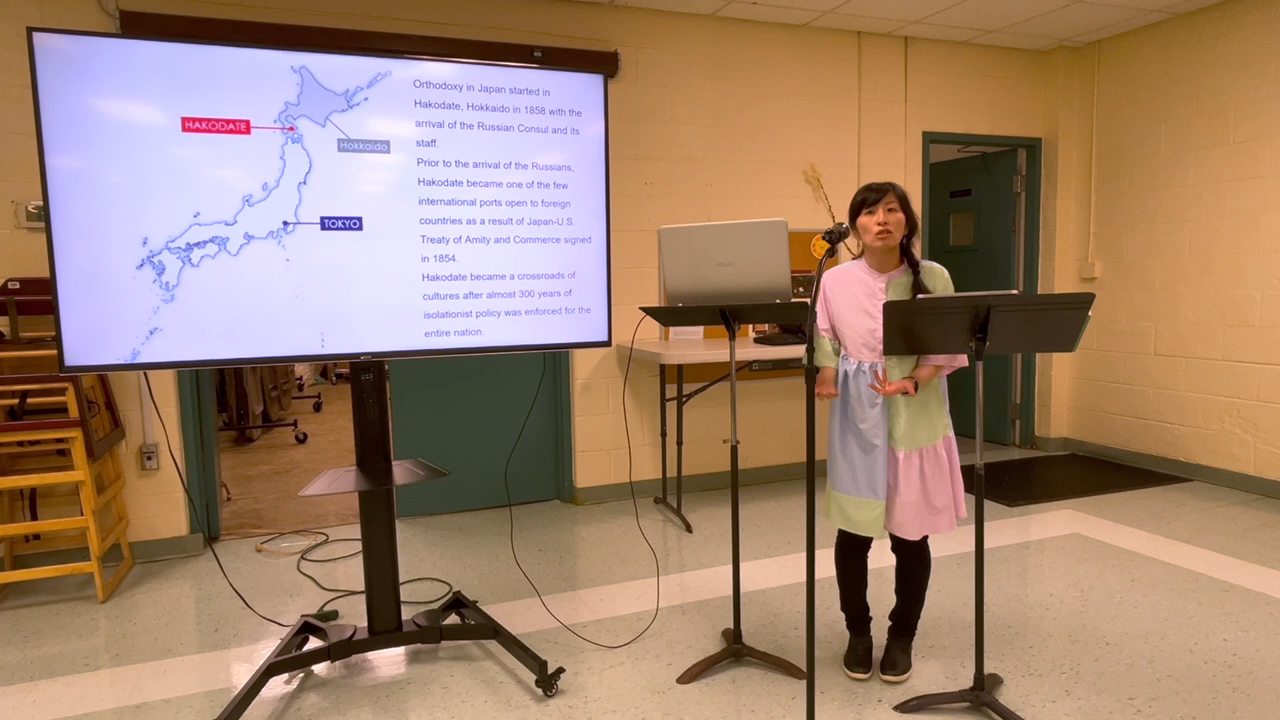 HAKODATE
Hokkaido
TOKYO
Orthodoxy in Japan started in
Hakodate, Hokkaido in 1858 with the
arrival of the Russian Consul and its
staff.
Prior to the arrival of the Russians,
Hakodate became one of the few
international ports open to foreign
countries as a result of Japan-U.S.
Treaty of Amity and Commerce signed
in 1854.
Hakodate became a crossroads of
cultures after almost 300 years of
isolationist policy was enforced for the
entire nation.
ASUS